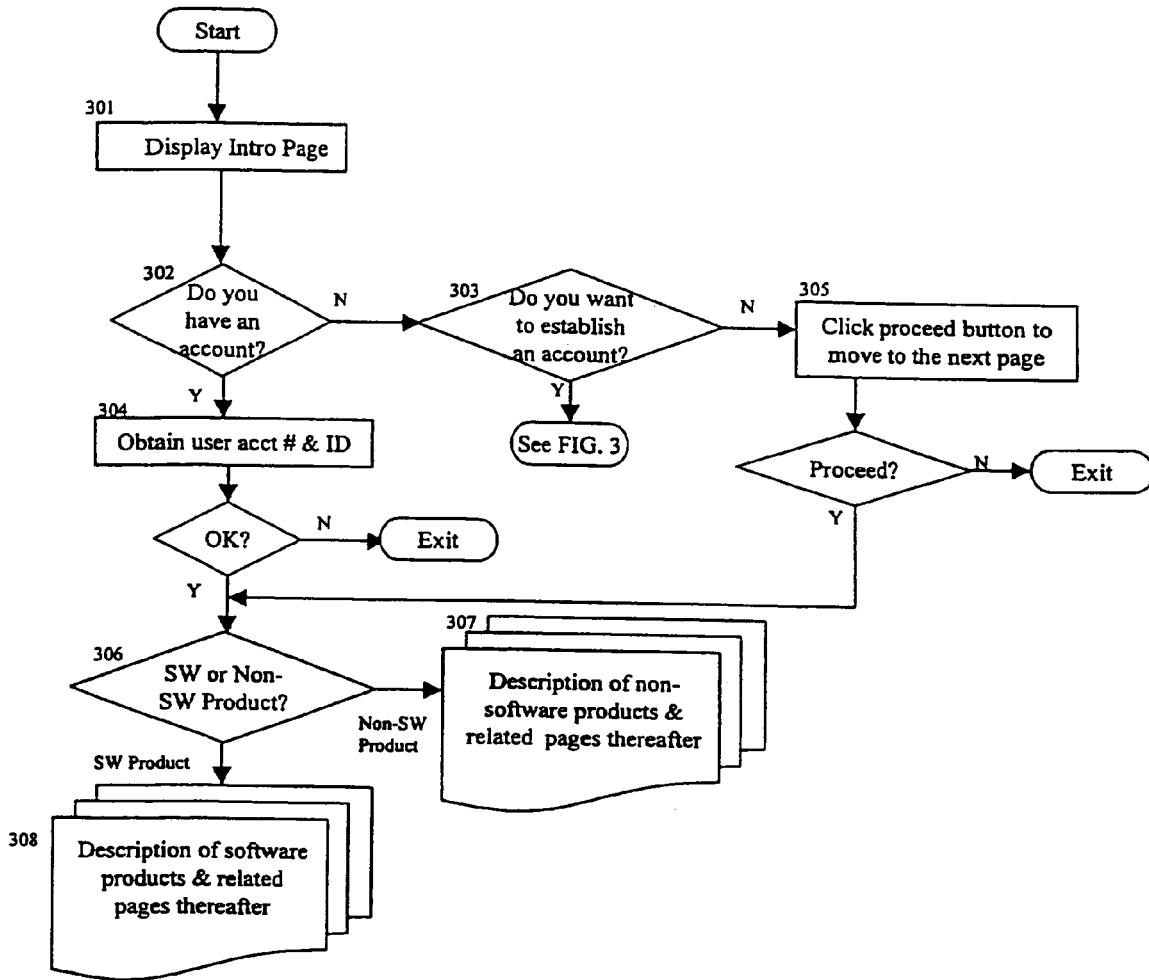 Start
301
Display Intro Page
302
Do you
have an
account?
N
303
Do you want
to establish
an account?
N
305
Click proceed button to
move to the next page
Y
304
Obtain user acct # & ID
Y
See FIG. 3
Proceed?
N
Exit
Y
OK?
N
Exit
Y
306
SW or Non-
SW Product?
Non-SW
Product
307
Description of non-
software products &
related pages thereafter
SW Product
308
Description of software
products & related
pages thereafter